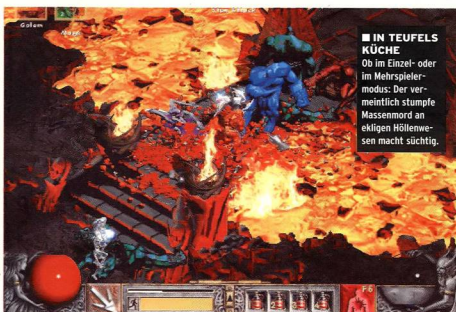 Golem
■ IN TEUFELS
KÜCHE
Ob im Einzel- oder
im Mehrspieler-
modus: Der ver-
meintlich stumpfe
Massenmord an
ekligen Höllenwe-
sen macht süchtig.
F6